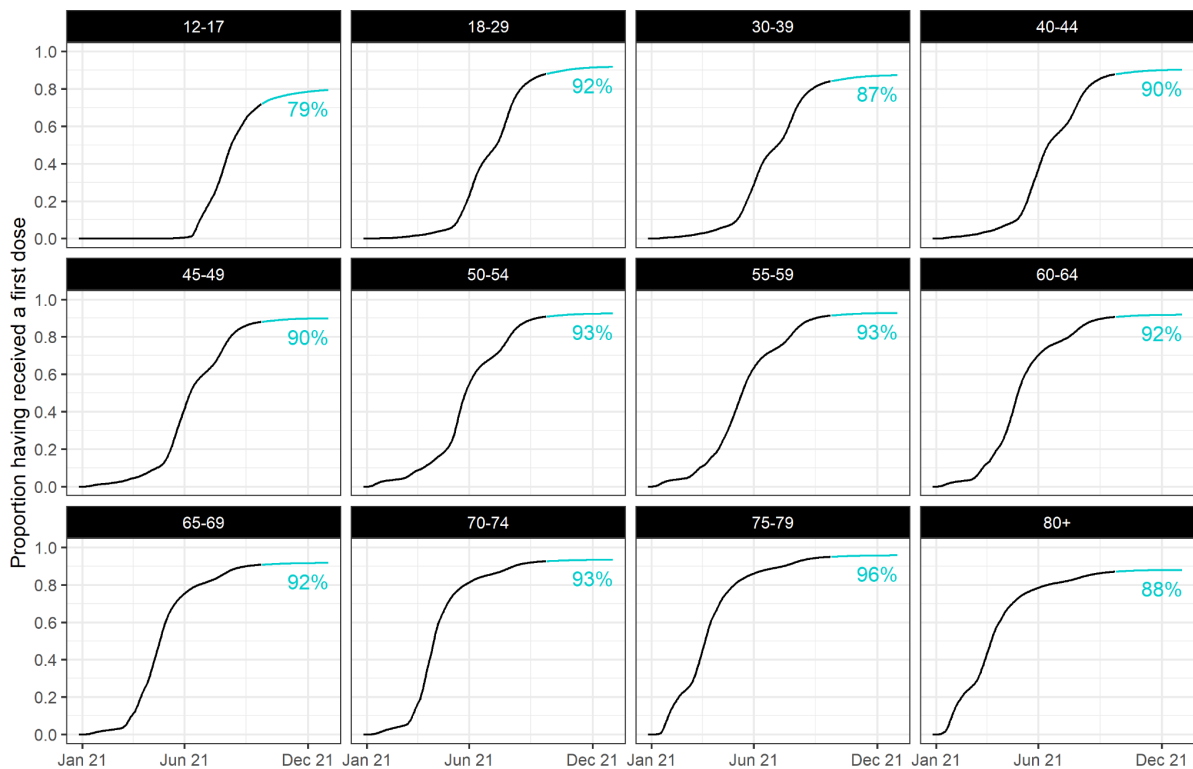 Proportion having received a first dose
12-17 18-29 30-39 40-44
1.0
0.8
0.6
0.4
0.2
0.0
79% 92% 87% 90%
45-49 50-54 55-59 60-64
1.0
0.8
0.6
0.4
0.2
0.0
90% 93% 93% 92%
65-69 70-74 75-79 80+
1.0
0.8
0.6
0.4
0.2
0.0
92% 93% 96% 88%
Jan 21 Jun 21 Dec 21 Jan 21 Jun 21 Dec 21 Jan 21 Jun 21 Dec 21 Jan 21 Jun 21 Dec 21